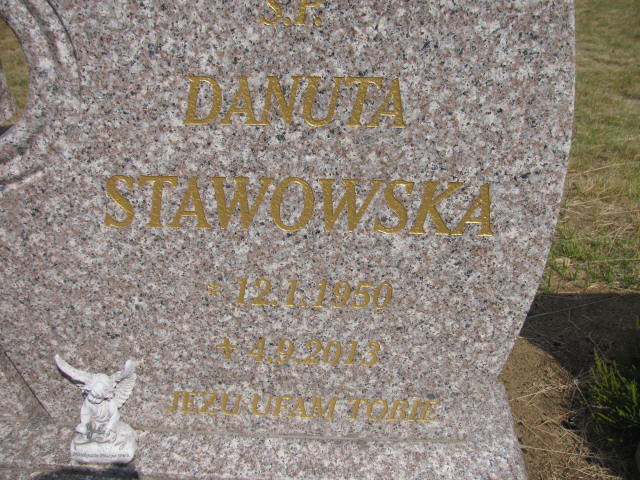 S.P.
DANUTA
STAWOWSKA
* 12.1.1950
+ 4.9.2013
JEZU UFAM TOBIE